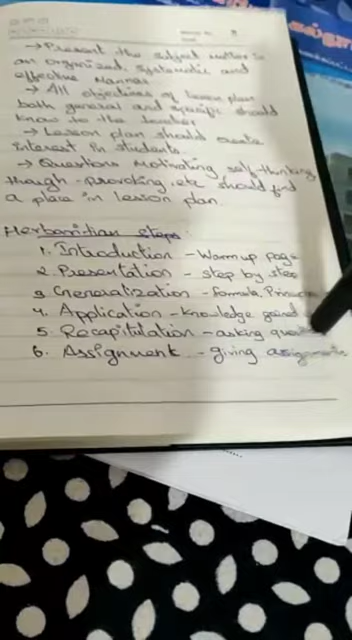 → Present the subject matter in
an organized, systematic and
effective manner
→ All objectives of lesson plan
both general and specific should
know to the teacher
→ Lesson plan should create
interest in students
→ Questions motivating self-thinking,
though-provoking, etc should find
a place in lesson plan.
Herbartian steps:
1. Introduction - Warm up page
2. Presentation - step by step
3 Generalization - formula,
4. Application - knowledge gained
5. Recapitulation - asking
6. Assignment - giving assignments